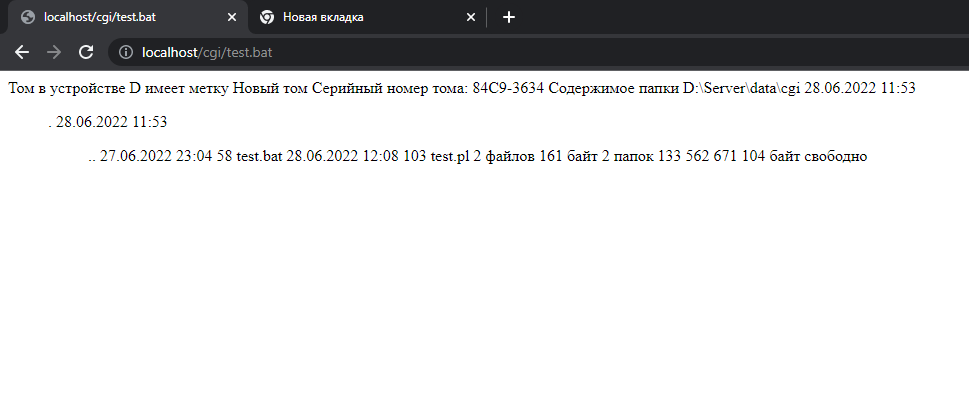 localhost/cgi/test.bat
Новая вкладка
localhost/cgi/test.bat
Том в устройстве D имеет метку Новый том Серийный номер тома: 84C9-3634 Содержимое папки D:\Server\data\cgi 28.06.2022 11:53
. 28.06.2022 11:53
.. 27.06.2022 23:04 58 test.bat 28.06.2022 12:08 103 test.pl 2 файлов 161 байт 2 папок 133 562 671 104 байт свободно